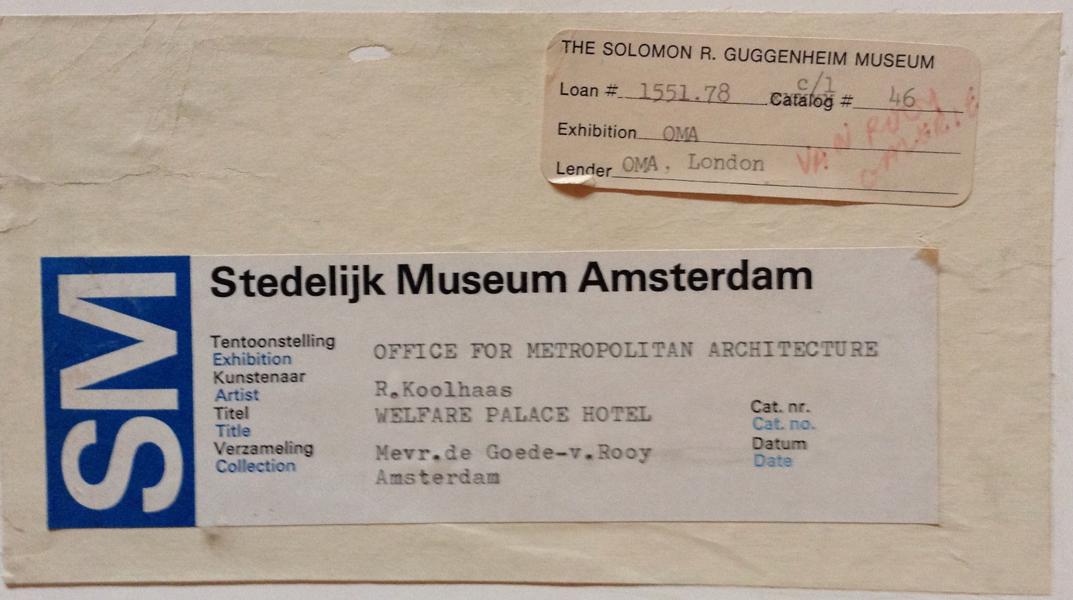 THE SOLOMON R. GUGGENHEIM MUSEUM
c/l
Loan # 1551.78 Catalog # 46
Exhibition OMA
Lender OMA, London
VAN ROOY
SM
Stedelijk Museum Amsterdam
Tentoonstelling
Exhibition OFFICE FOR METROPOLITAN ARCHITECTURE
Kunstenaar
Artist R.Koolhaas
Titel WELFARE PALACE HOTEL Cat. nr.
Title Cat. no.
Verzameling Mevr.de Goede-v.Rooy Datum
Collection Amsterdam Date